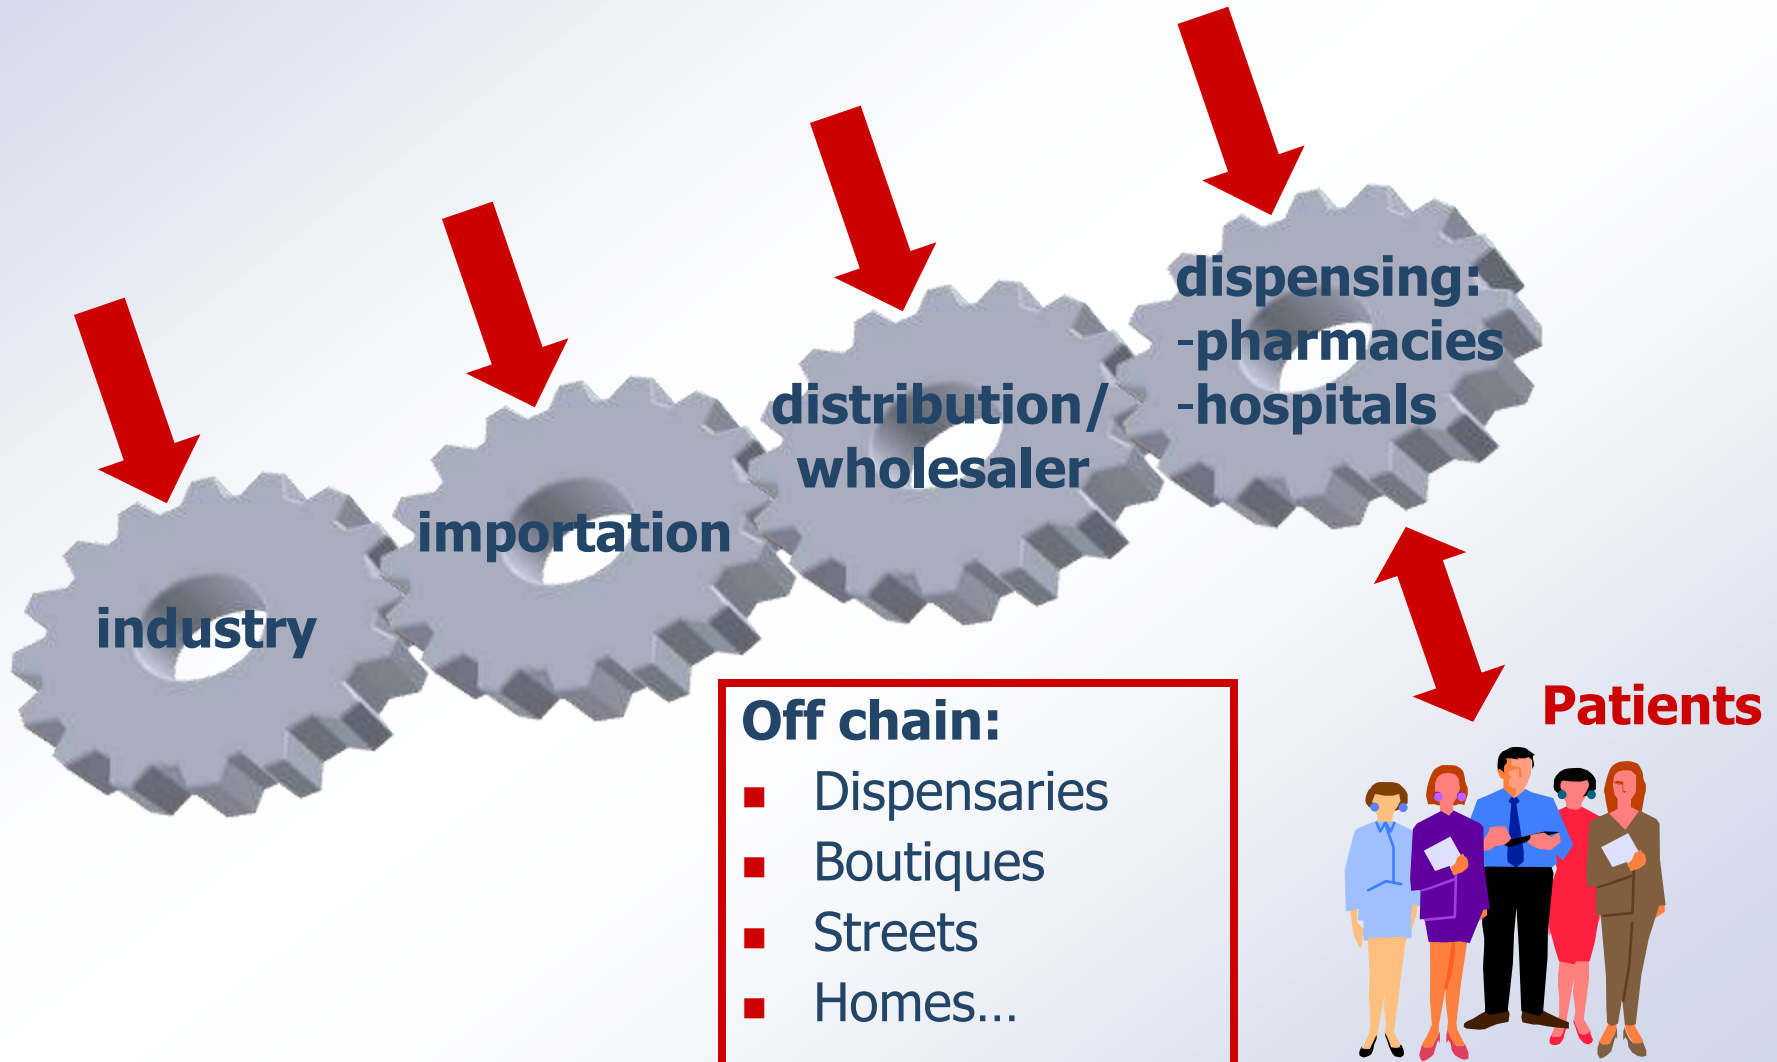 industry
importation
distribution/
wholesaler
dispensing:
-pharmacies
-hospitals
Patients
Off chain:
▪ Dispensaries
▪ Boutiques
▪ Streets
▪ Homes...